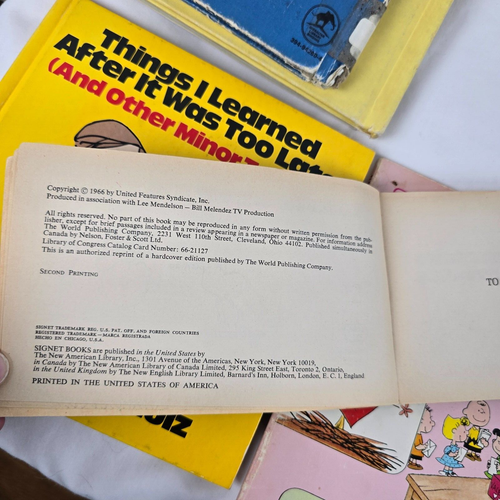 Things I Learned
After It Was Too Late
(And Other Minor
Copyright © 1966 by United Features Syndicate, Inc.
Produced in association with Lee Mendelson — Bill Melendez TV Production
All rights reserved. No part of this book may be reproduced in any form without written permission from the pub-
lisher, except for brief passages included in a review appearing in a newspaper or magazine. For information address
The World Publishing Company, 2231 West 110th Street, Cleveland, Ohio 44102. Published simultaneously in
Canada by Nelson, Foster & Scott Ltd.
Library of Congress Catalog Card Number: 66-21127
This is an authorized reprint of a hardcover edition published by The World Publishing Company.
SECOND PRINTING
SIGNET TRADEMARK REG. U.S. PAT. OFF. AND FOREIGN COUNTRIES
REGISTERED TRADEMARK—MARCA REGISTRADA
HECHO EN CHICAGO, U.S.A.
SIGNET BOOKS are published in the United States by
The New American Library, Inc., 1301 Avenue of the Americas, New York, New York 10019,
in Canada by The New American Library of Canada Limited, 295 King Street East, Toronto 2, Ontario,
in the United Kingdom by The New English Library Limited, Barnard's Inn, Holborn, London, E. C. 1, England.
PRINTED IN THE UNITED STATES OF AMERICA
TO